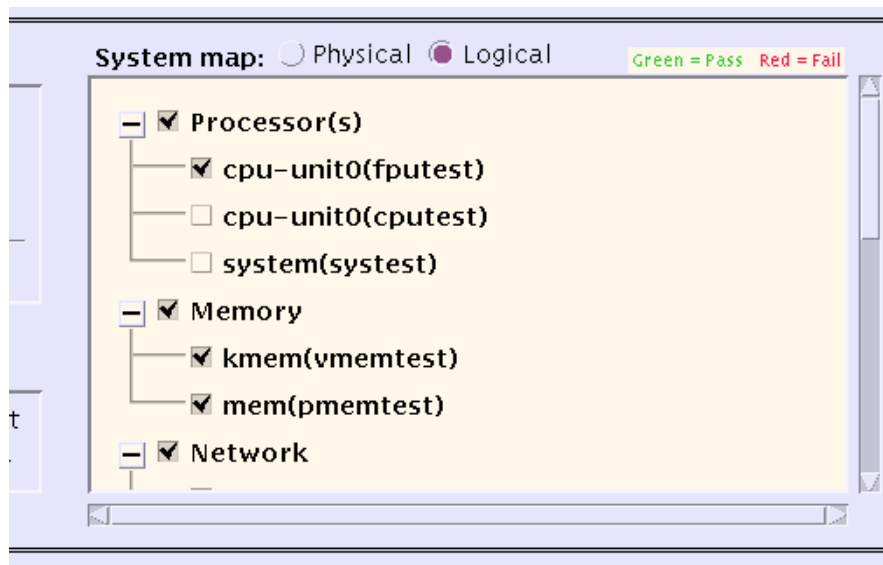 System map: Physical Logical Green = Pass Red = Fail
Processor(s)
cpu-unit0(fputest)
cpu-unit0(cputest)
system(systest)
Memory
kmem(vmemtest)
mem(pmemtest)
t
Network